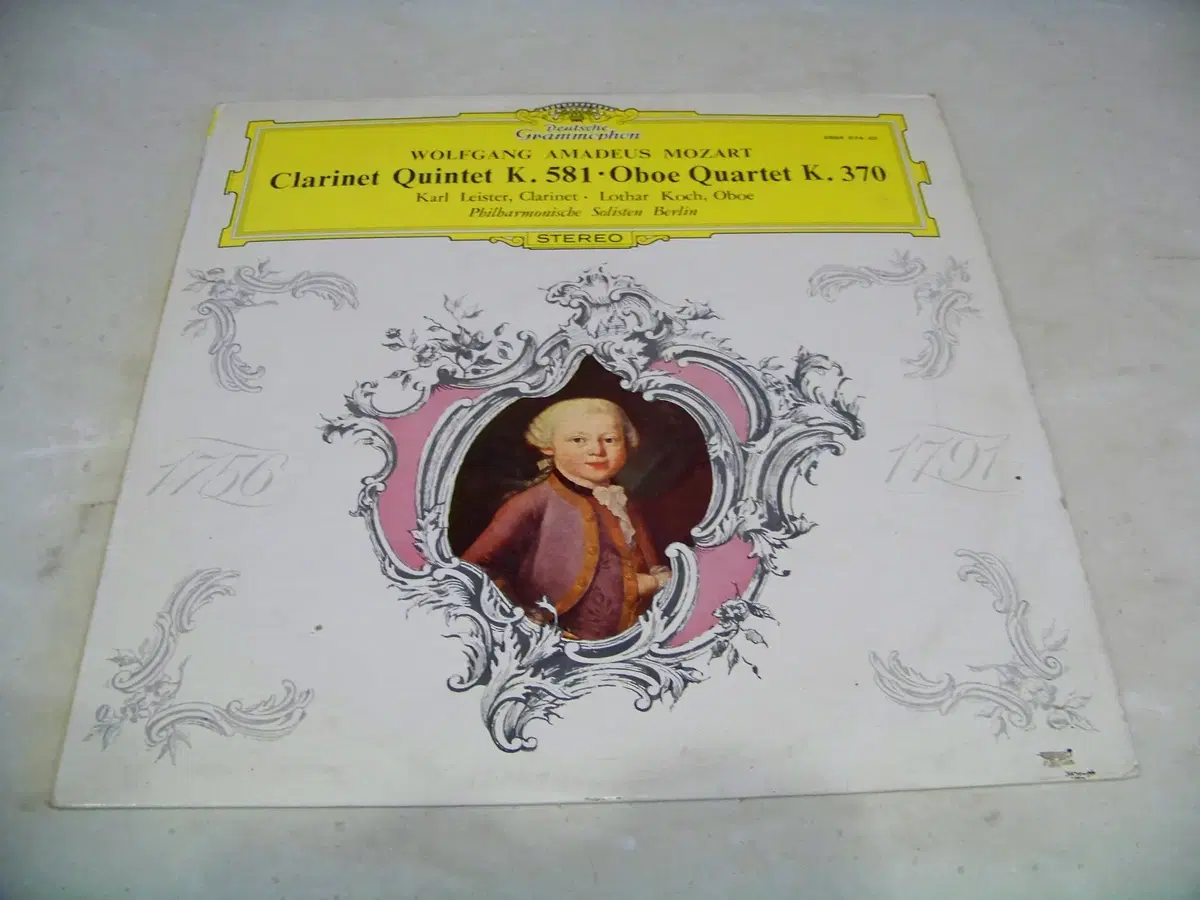 Deutsche
Grammophon
WOLFGANG AMADEUS MOZART
Clarinet Quintet K. 581 · Oboe Quartet K. 370
Karl Leister, Clarinet · Lothar Koch, Oboe
Philharmonische Solisten Berlin
STEREO
1756
1791